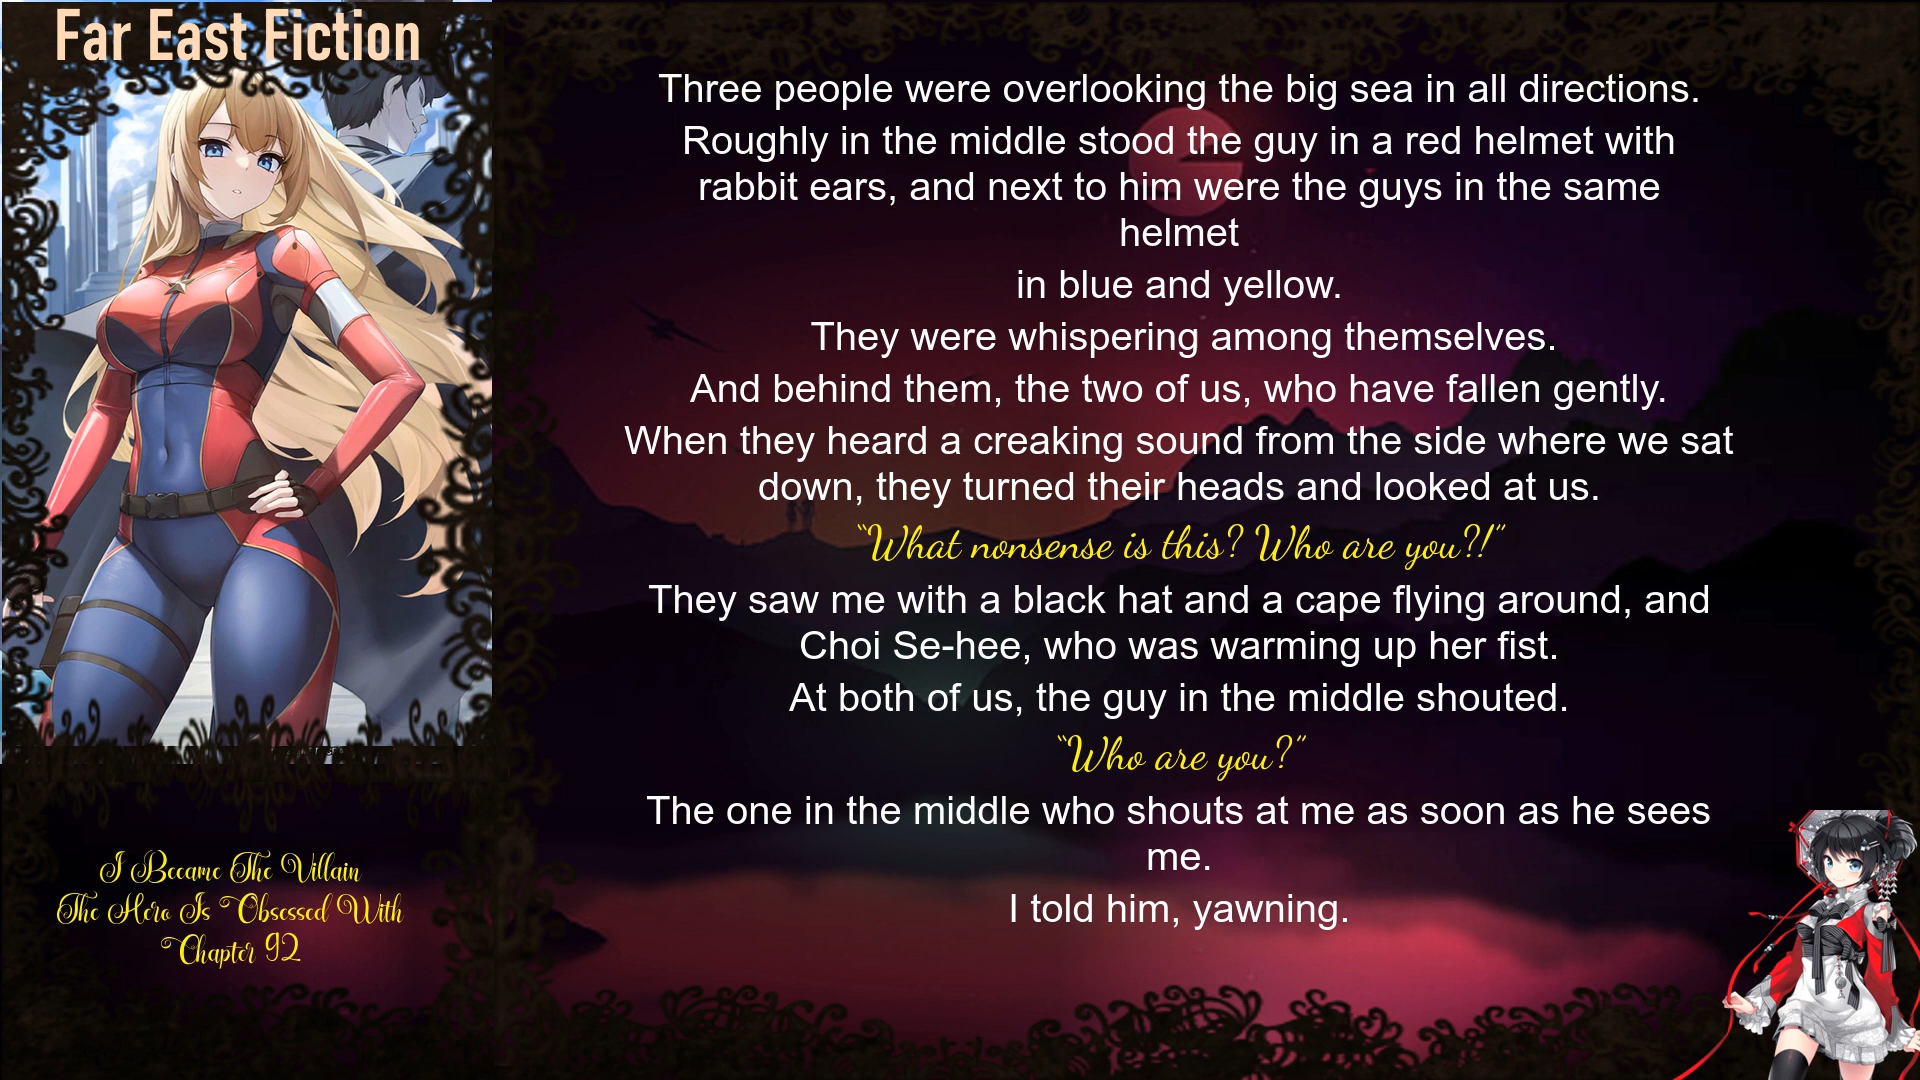 Far East Fiction
Three people were overlooking the big sea in all directions.
Roughly in the middle stood the guy in a red helmet with
rabbit ears, and next to him were the guys in the same
helmet
in blue and yellow.
They were whispering among themselves.
And behind them, the two of us, who have fallen gently.
When they heard a creaking sound from the side where we sat
down, they turned their heads and looked at us.
“What nonsense is this? Who are you?!”
They saw me with a black hat and a cape flying around, and
Choi Se-hee, who was warming up her fist.
At both of us, the guy in the middle shouted.
“Who are you?”
The one in the middle who shouts at me as soon as he sees
me.
I told him, yawning.
I Became The Villain
The Hero Is Obsessed With
Chapter 92